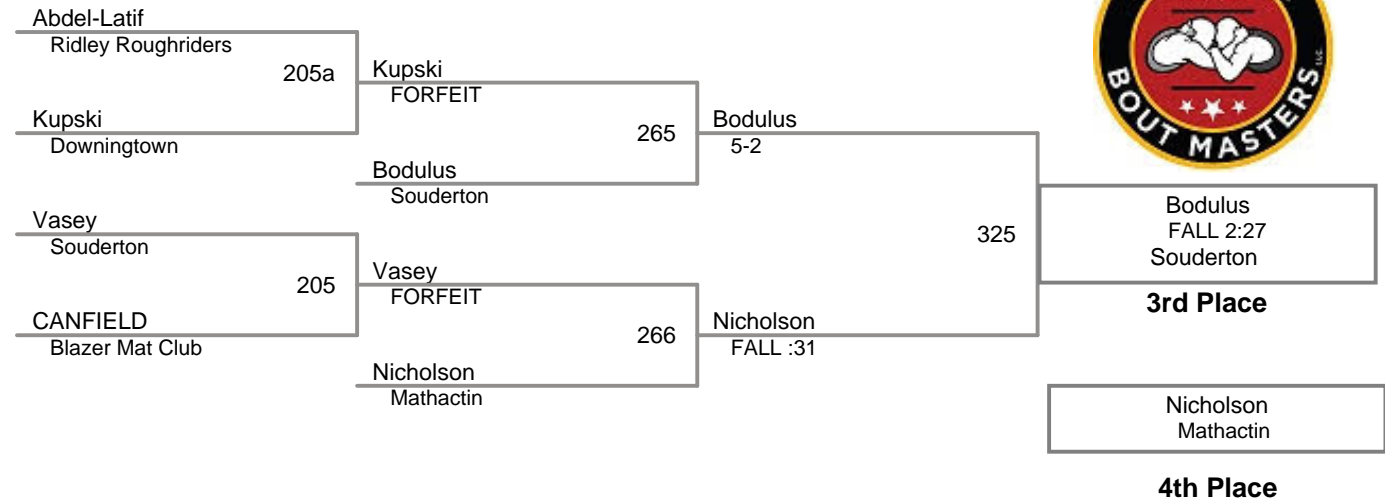 Abdel-Latif
Ridley Roughriders
205a
Kupski
Downingtown
Kupski
FORFEIT
265
Bodulus
Souderton
Bodulus
5-2
Vasey
Souderton
205
CANFIELD
Blazer Mat Club
Vasey
FORFEIT
266
Nicholson
Mathactin
Nicholson
FALL :31
325
BOUT MASTERS LLC.
Bodulus
FALL 2:27
Souderton
3rd Place
Nicholson
Mathactin
4th Place